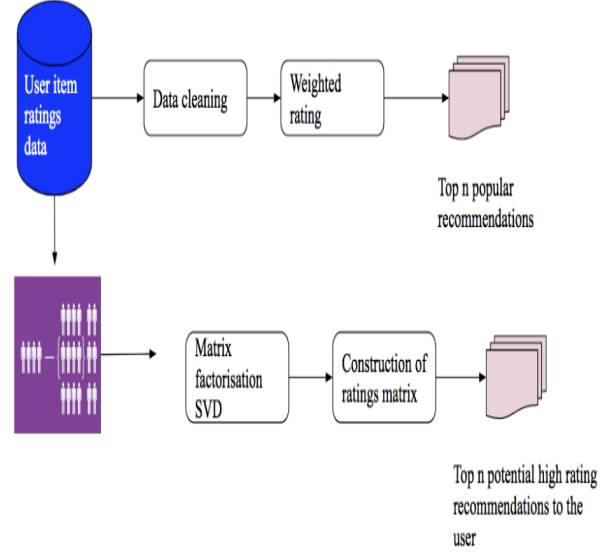 User item
ratings
data
Data cleaning
Weighted
rating
Top n popular
recommendations
Matrix
factorisation
SVD
Construction of
ratings matrix
Top n potential high rating
recommendations to the
user